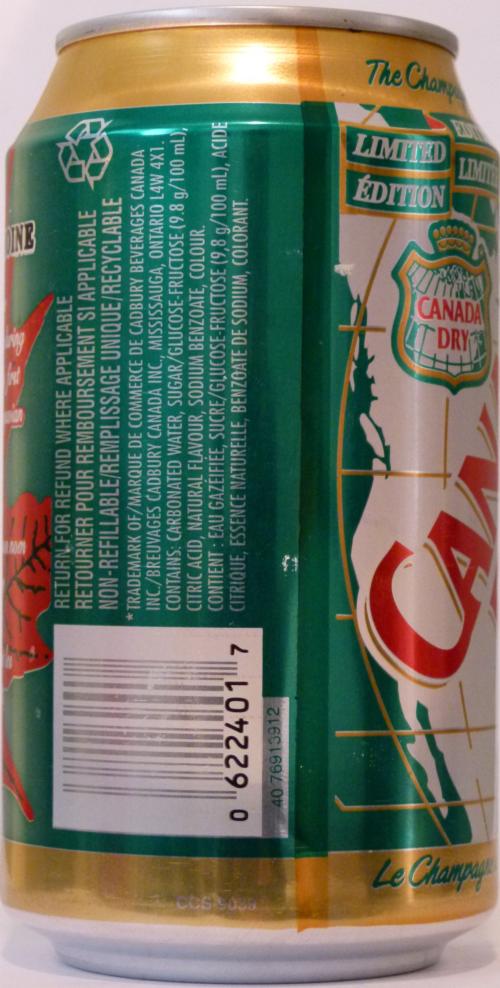 The
LIMITED
ÉDITION
CANADA
DRY
RETURN FOR REFUND WHERE APPLICABLE
RETOURNER POUR REMBOURSEMENT SI APPLICABLE
NON-REFILLABLE/REMPLISSAGE UNIQUE/RECYCLABLE
*TRADEMARK OF/MARQUE DE COMMERCE DE CADBURY BEVERAGES CANADA
INC./BREUVAGES CADBURY CANADA INC., MISSISSAUGA, ONTARIO L4W 4X1.
CONTAINS: CARBONATED WATER, SUGAR/GLUCOSE-FRUCTOSE (9.8 g/100 mL),
CITRIC ACID, NATURAL FLAVOUR, SODIUM BENZOATE, COLOUR.
CONTIENT : EAU GAZÉIFIÉE, SUCRE/GLUCOSE-FRUCTOSE (9,8 g/100 mL), ACIDE
CITRIQUE, ESSENCE NATURELLE, BENZOATE DE SODIUM, COLORANT.
0 622401 7
40 76913912
CAN
Le Champagne